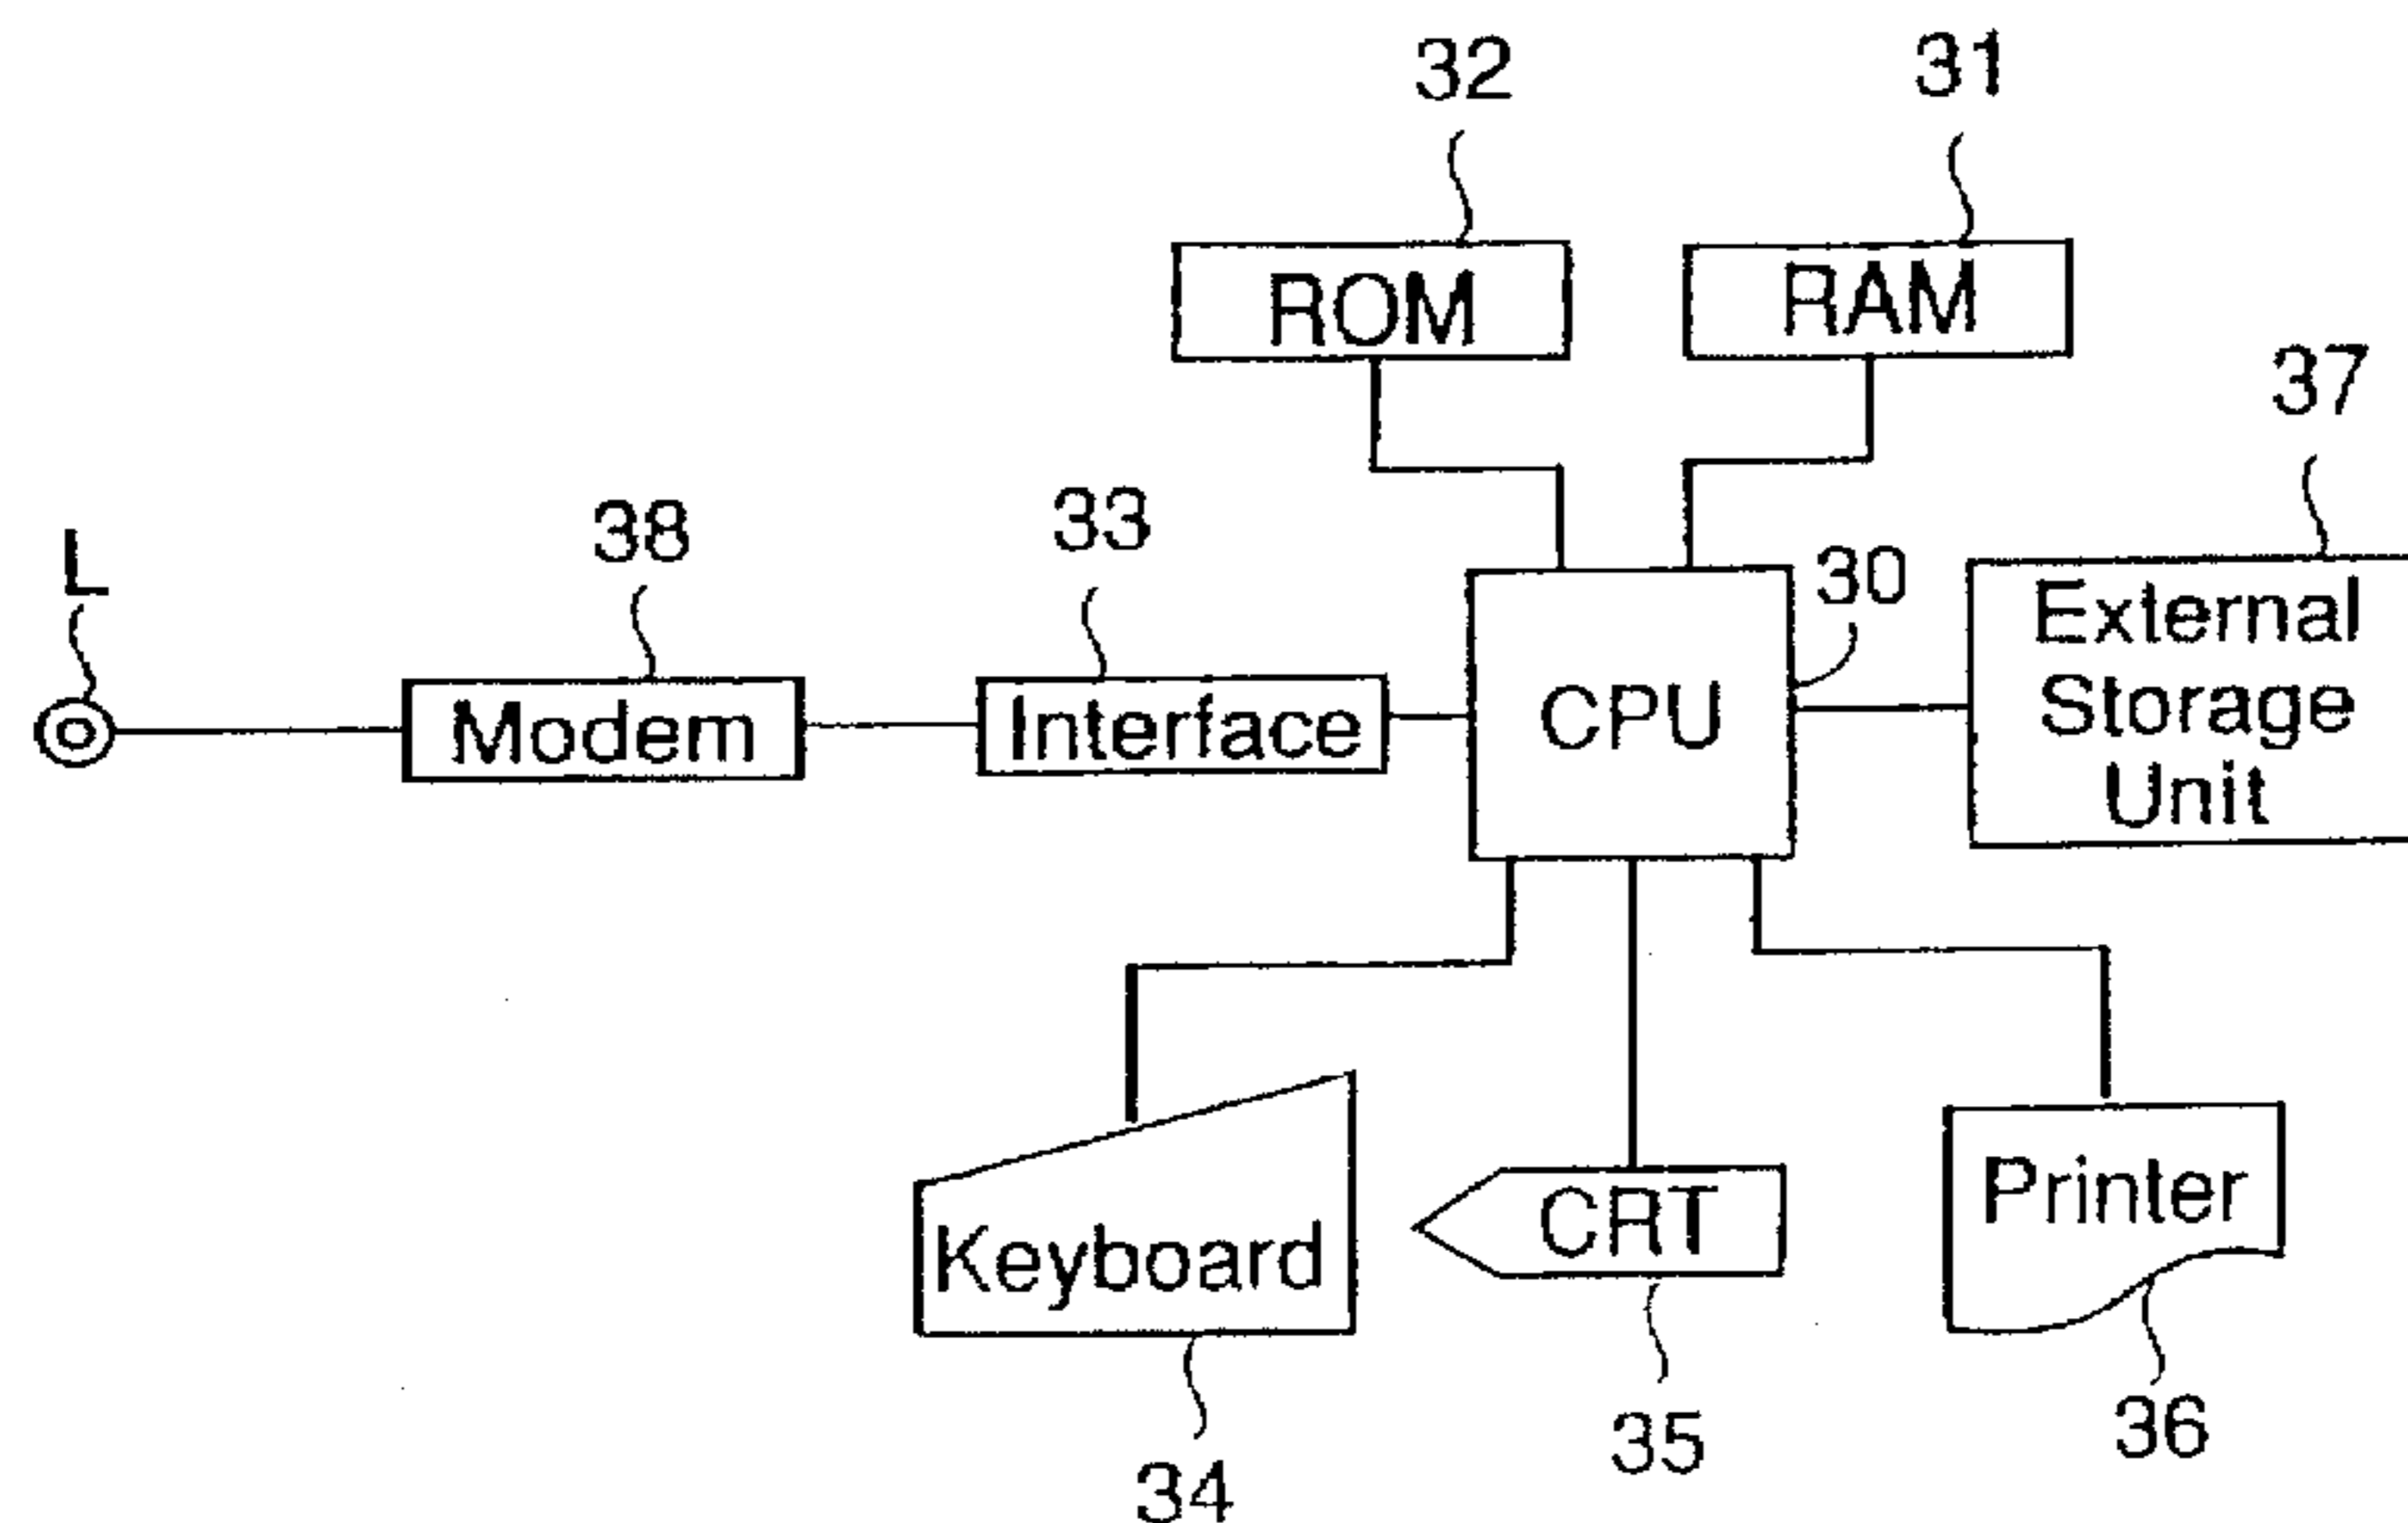 32
31
ROM
RAM
37
38
33
L
30
External
Storage
Unit
Modem
Interface
CPU
Keyboard
CRT
Printer
34
35
36